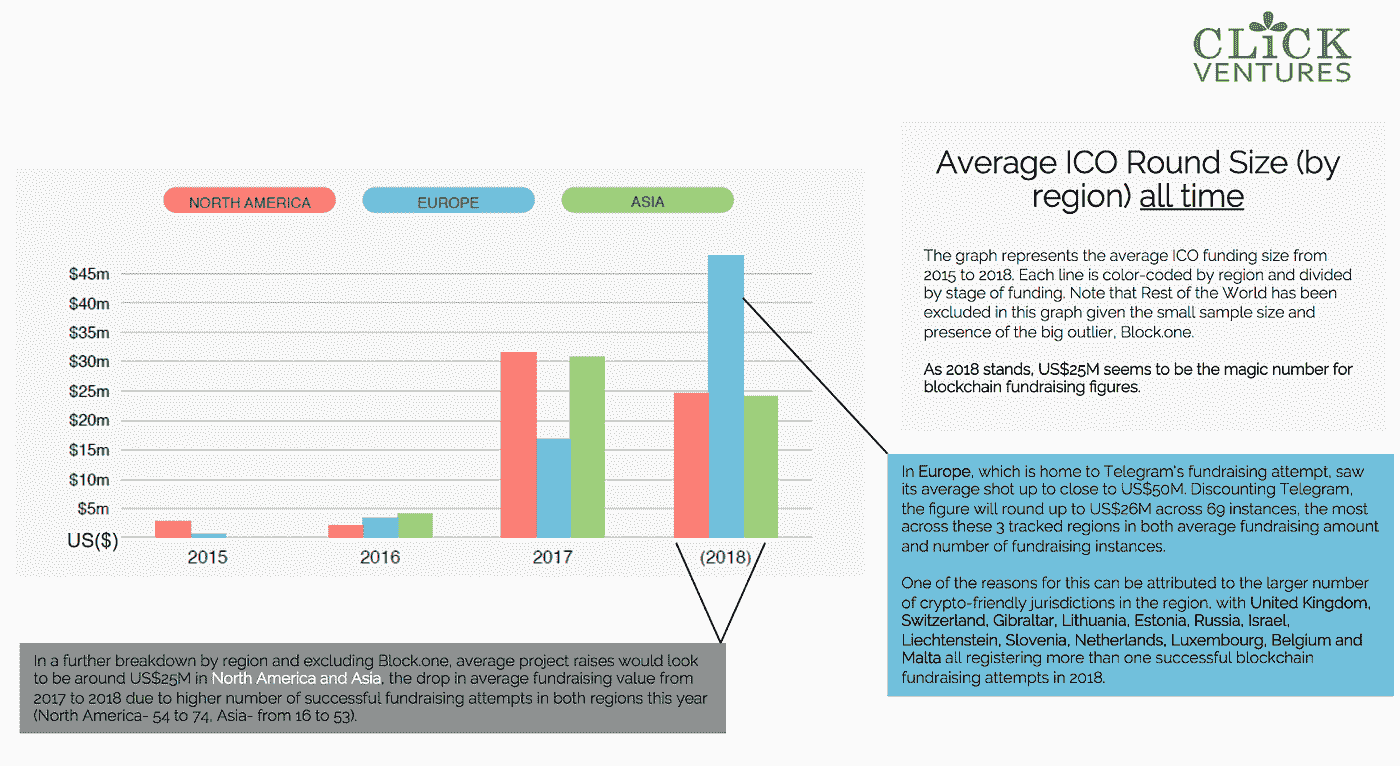 CLiCK
VENTURES
Average ICO Round Size (by
region) all time
The graph represents the average ICO funding size from
2015 to 2018. Each line is color-coded by region and divided
by stage of funding. Note that Rest of the World has been
excluded in this graph given the small sample size and
presence of the big outlier, Block.one.
As 2018 stands, US$25M seems to be the magic number for
blockchain fundraising figures.
NORTH AMERICA
EUROPE
ASIA
$45m
$40m
$35m
$30m
$25m
$20m
$15m
$10m
$5m
US($)
2015
2016
2017
(2018)
In Europe, which is home to Telegram's fundraising attempt, saw
its average shot up to close to US$50M. Discounting Telegram,
the figure will round up to US$26M across 69 instances, the most
across these 3 tracked regions in both average fundraising amount
and number of fundraising instances.
One of the reasons for this can be attributed to the larger number
of crypto-friendly jurisdictions in the region, with United Kingdom,
Switzerland, Gibraltar, Lithuania, Estonia, Russia, Israel,
Liechtenstein, Slovenia, Netherlands, Luxembourg, Belgium and
Malta all registering more than one successful blockchain
fundraising attempts in 2018.
In a further breakdown by region and excluding Block.one, average project raises would look
to be around US$25M in North America and Asia, the drop in average fundraising value from
2017 to 2018 due to higher number of successful fundraising attempts in both regions this year
(North America- 54 to 74, Asia- from 16 to 53).